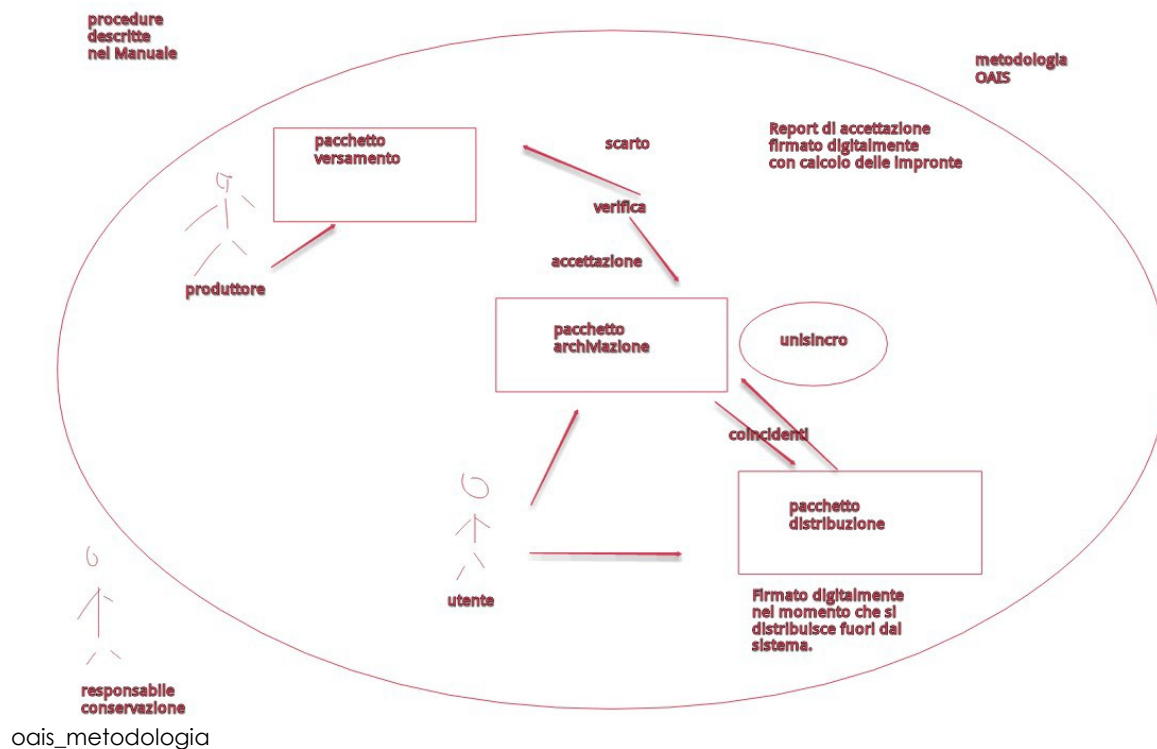 procedure
descritte
nel Manuale
metodologia
OAIS
pacchetto
versamento
scarto
Report di accettazione
firmato digitalmente
con calcolo delle impronte
verifica
accettazione
produttore
pacchetto
archiviazione
unisincro
coincidenti
pacchetto
distribuzione
utente
Firmato digitalmente
nel momento che si
distribuisce fuori dal
sistema.
responsabile
conservazione
oais_metodologia